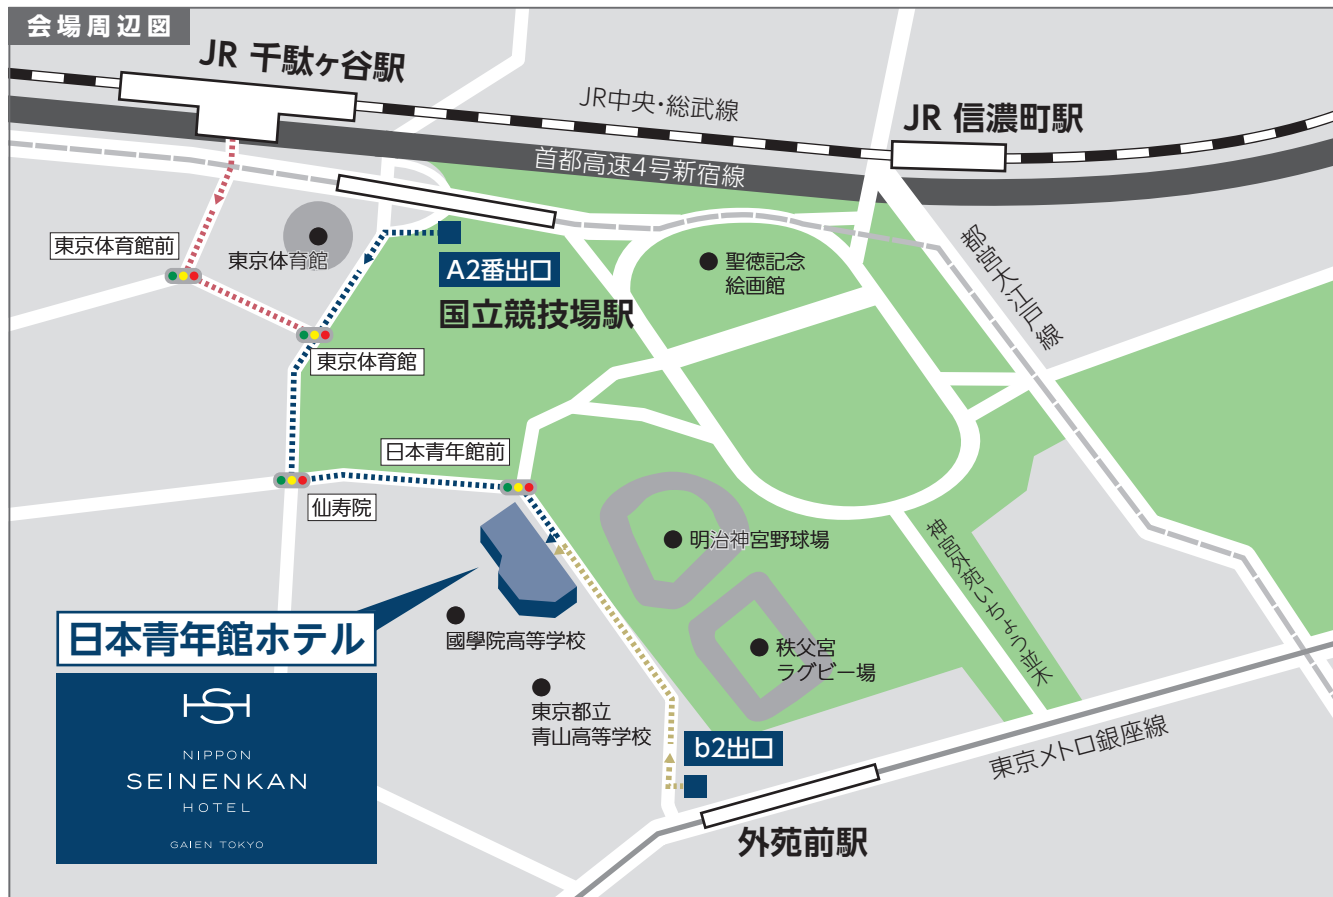 会場周辺図
JR 千駄ヶ谷駅
JR中央・総武線
JR 信濃町駅
首都高速4号新宿線
東京体育館前
東京体育館
A2番出口
国立競技場駅
聖徳記念
絵画館
都営大江戸線
東京体育館
日本青年館前
仙寿院
明治神宮野球場
神宮外苑いちょう並木
日本青年館ホテル
國學院高等学校
秩父宮
ラグビー場
東京都立
青山高等学校
b2出口
東京メトロ銀座線
外苑前駅
SH
NIPPON
SEINENKAN
HOTEL
GAIEN TOKYO